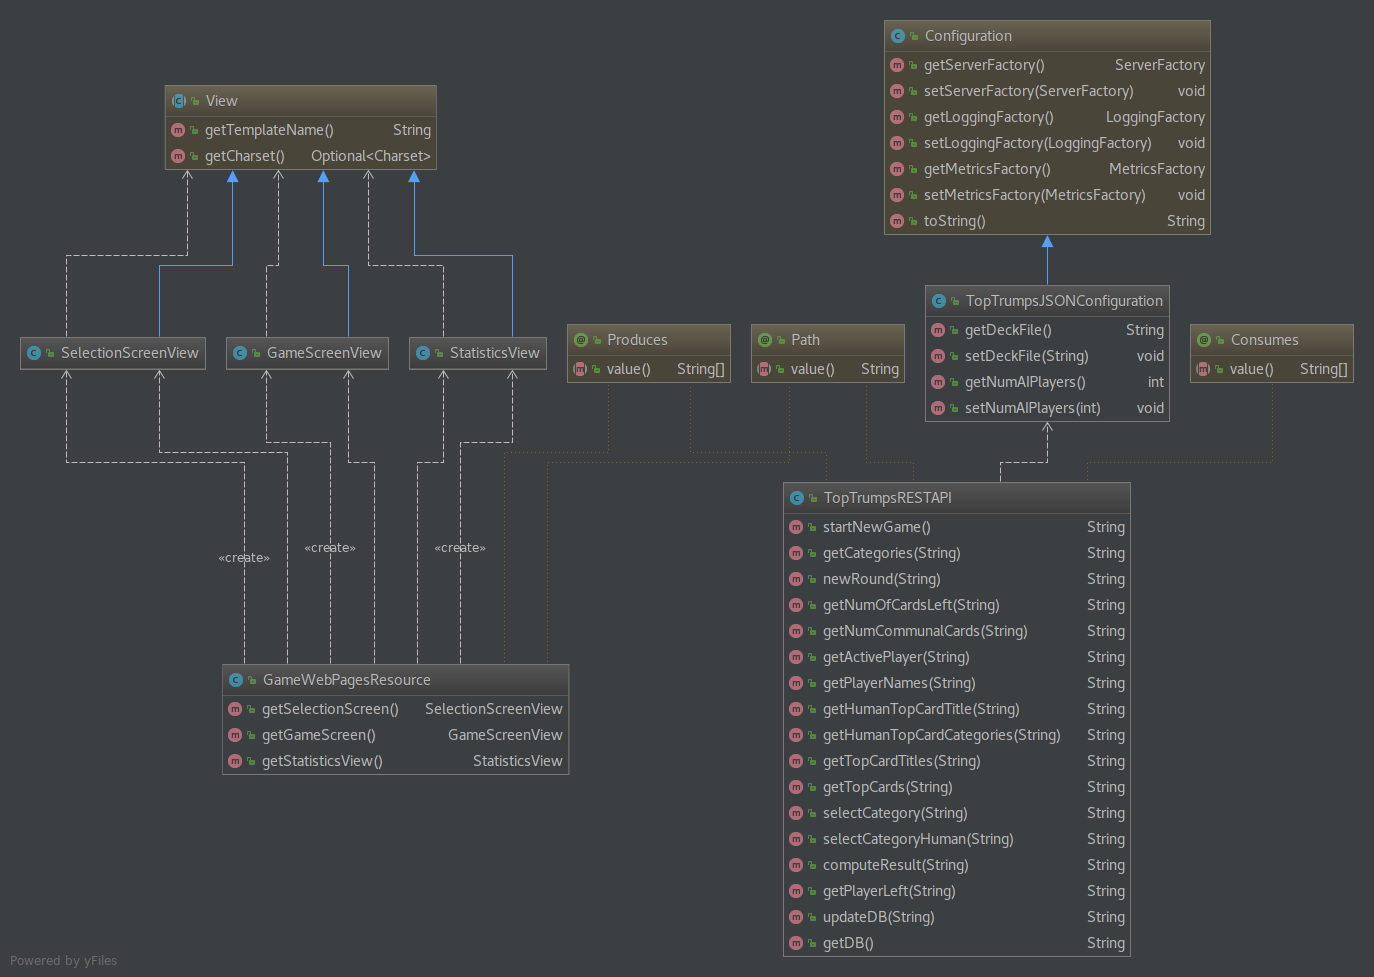 Configuration
getServerFactory() ServerFactory
setServerFactory(ServerFactory) void
getLoggingFactory() LoggingFactory
setLoggingFactory(LoggingFactory) void
getMetricsFactory() MetricsFactory
setMetricsFactory(MetricsFactory) void
toString() String
View
getTemplateName() String
getCharset() Optional<Charset>
TopTrumpsJSONConfiguration
getDeckFile() String
setDeckFile(String) void
getNumAIPlayers() int
setNumAIPlayers(int) void
SelectionScreenView
GameScreenView
StatisticsView
Produces
value() String[]
Path
value() String
Consumes
value() String[]
TopTrumpsRESTAPI
startNewGame() String
getCategories(String) String
newRound(String) String
getNumOfCardsLeft(String) String
getNumCommunalCards(String) String
getActivePlayer(String) String
getPlayerNames(String) String
getHumanTopCardTitle(String) String
getHumanTopCardCategories(String) String
getTopCardTitles(String) String
getTopCards(String) String
selectCategory(String) String
selectCategoryHuman(String) String
computeResult(String) String
getPlayerLeft(String) String
updateDB(String) String
getDB() String
«create»
«create»
«create»
GameWebPagesResource
getSelectionScreen() SelectionScreenView
getGameScreen() GameScreenView
getStatisticsView() StatisticsView
Powered by yFiles